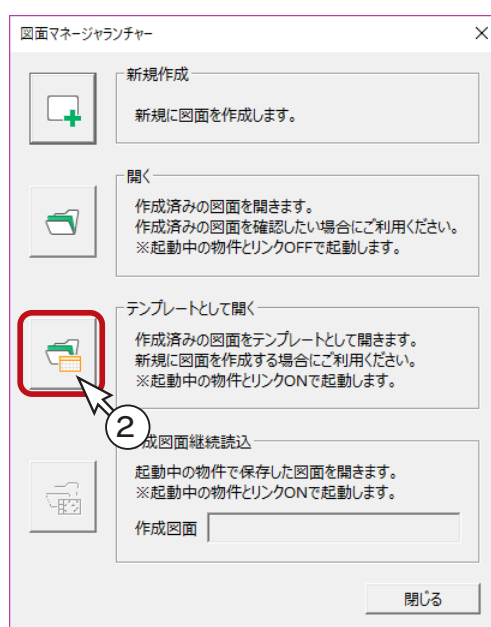 図面マネージャランチャー
新規作成
新規に図面を作成します。
開く
作成済みの図面を開きます。
作成済みの図面を確認したい場合にご利用ください。
※起動中の物件とリンクOFFで起動します。
テンプレートとして開く
作成済みの図面をテンプレートとして開きます。
新規に図面を作成する場合にご利用ください。
※起動中の物件とリンクONで起動します。
②
成図面継続読込
起動中の物件で保存した図面を開きます。
※起動中の物件とリンクONで起動します。
作成図面
閉じる